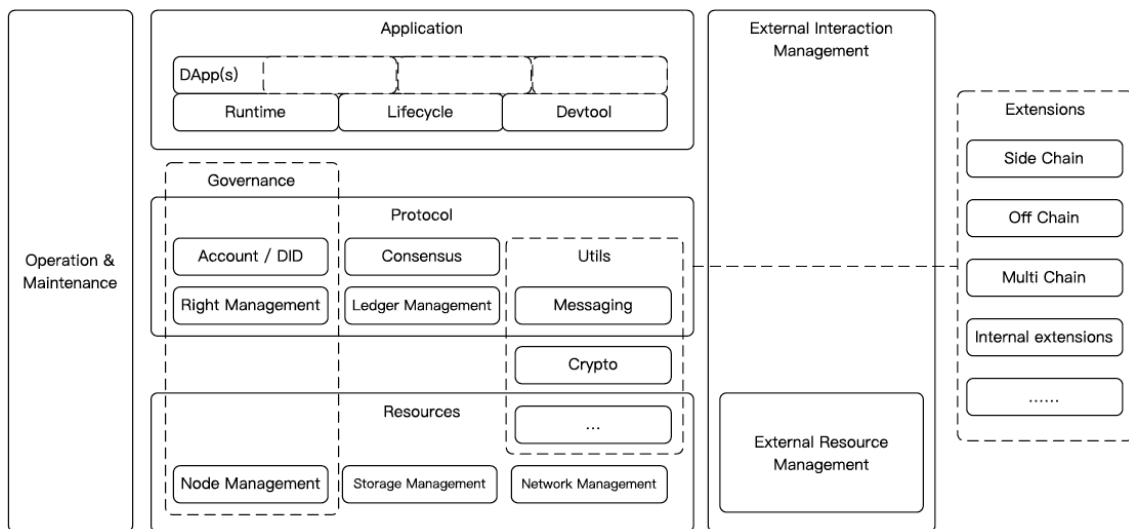 Operation &
Maintenance
Application
DApp(s)
Runtime
Lifecycle
Devtool
Governance
Protocol
Account / DID
Consensus
Utils
Right Management
Ledger Management
Messaging
Crypto
Resources
...
Node Management
Storage Management
Network Management
External Interaction
Management
External Resource
Management
Extensions
Side Chain
Off Chain
Multi Chain
Internal extensions
......